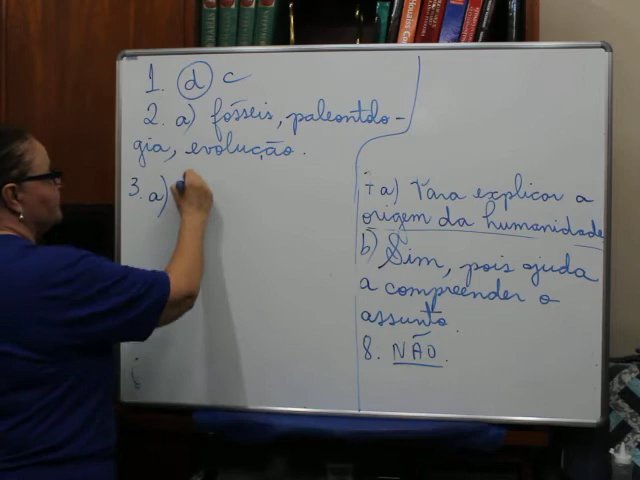 1. d c
2. a) fósseis, paleontolo-
gia, evolução.
3. a)
7 a) Para explicar a
origem da humanidade
b) Sim, pois ajuda
a compreender o
assunto.
8. NÃO.